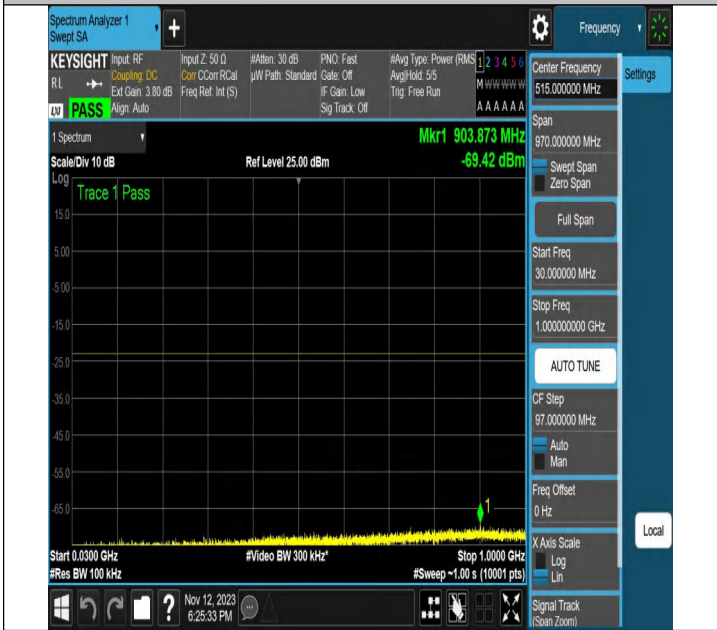 Spectrum Analyzer 1
Swept SA
+
Frequency
KEYSIGHT
RL
LXI
PASS
Input: RF
Coupling: DC
Ext Gain: 3.80 dB
Align: Auto
Input Z: 50 Ω
Corr CCorr RCal
Freq Ref: Int (S)
#Atten: 30 dB
µW Path: Standard
PNO: Fast
Gate: Off
IF Gain: Low
Sig Track: Off
#Avg Type: Power (RMS
Avg|Hold: 5/5
Trig: Free Run
1 2 3 4 5 6
M W W W W W
A A A A A A
1 Spectrum
Mkr1 903.873 MHz
Scale/Div 10 dB
Ref Level 25.00 dBm
-69.42 dBm
Log
Trace 1 Pass
15.0
5.00
-5.00
-15.0
-25.0
-35.0
-45.0
-55.0
-65.0
1
Start 0.0300 GHz
#Video BW 300 kHz*
Stop 1.0000 GHz
#Res BW 100 kHz
#Sweep ~1.00 s (10001 pts)
Center Frequency
515.000000 MHz
Settings
Span
970.000000 MHz
Swept Span
Zero Span
Full Span
Start Freq
30.000000 MHz
Stop Freq
1.000000000 GHz
AUTO TUNE
CF Step
97.000000 MHz
Auto
Man
Freq Offset
0 Hz
X Axis Scale
Log
Lin
Signal Track
(Span Zoom)
Local
?
Nov 12, 2023
6:25:33 PM